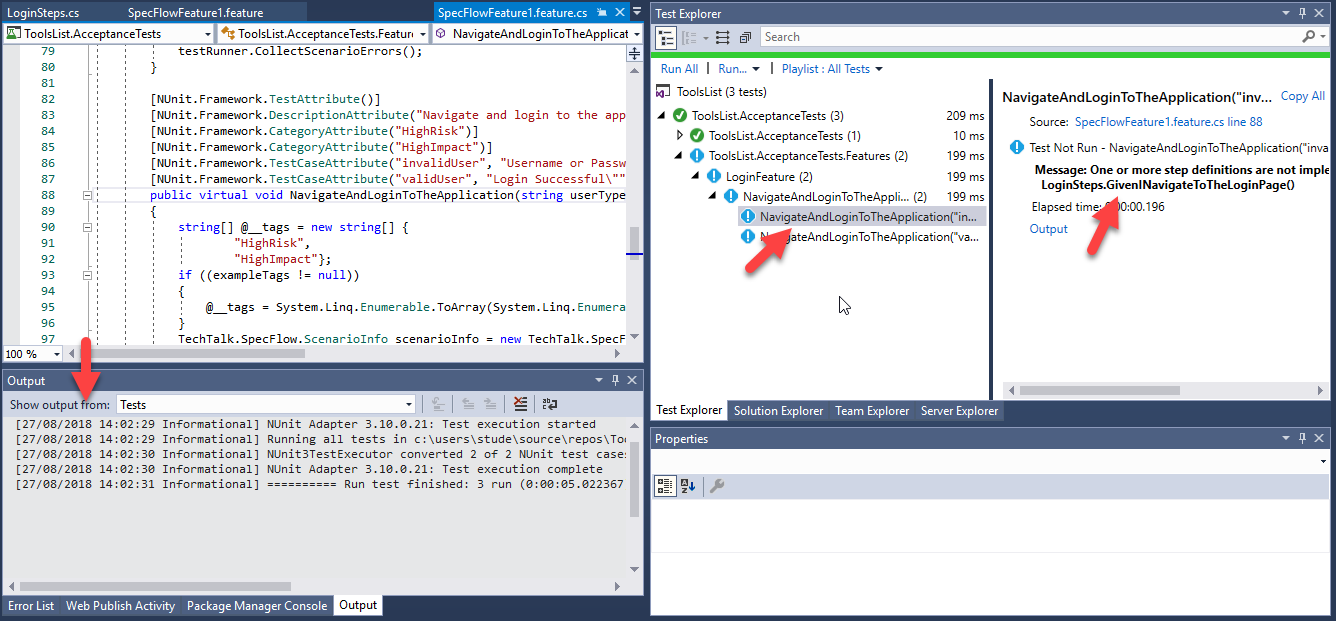 LoginSteps.cs SpecFlowFeature1.feature SpecFlowFeature1.feature.cs
ToolsList.AcceptanceTests ToolsList.AcceptanceTests.Featur NavigateAndLoginToTheApplicat
79 testRunner.CollectScenarioErrors();
80 }
81
82 [NUnit.Framework.TestAttribute()]
83 [NUnit.Framework.DescriptionAttribute("Navigate and login to the app
84 [NUnit.Framework.CategoryAttribute("HighRisk")]
85 [NUnit.Framework.CategoryAttribute("HighImpact")]
86 [NUnit.Framework.TestCaseAttribute("invalidUser", "Username or Passw
87 [NUnit.Framework.TestCaseAttribute("validUser", "Login Successful\""
88 public virtual void NavigateAndLoginToTheApplication(string userType
89 {
90 string[] @__tags = new string[] {
91 "HighRisk",
92 "HighImpact"};
93 if ((exampleTags != null))
94 {
95 @__tags = System.Linq.Enumerable.ToArray(System.Linq.Enumera
96 }
97 TechTalk.SpecFlow.ScenarioInfo scenarioInfo = new TechTalk.SpecF
100 %
Output
Show output from: Tests
[27/08/2018 14:02:29 Informational] NUnit Adapter 3.10.0.21: Test execution started
[27/08/2018 14:02:29 Informational] Running all tests in c:\users\stude\source\repos\Too
[27/08/2018 14:02:30 Informational] NUnit3TestExecutor converted 2 of 2 NUnit test cases
[27/08/2018 14:02:30 Informational] NUnit Adapter 3.10.0.21: Test execution complete
[27/08/2018 14:02:31 Informational] ========== Run test finished: 3 run (0:00:05.022367
Error List Web Publish Activity Package Manager Console Output
Test Explorer
Search
Run All Run... Playlist : All Tests
ToolsList (3 tests)
ToolsList.AcceptanceTests (3) 209 ms
ToolsList.AcceptanceTests (1) 10 ms
ToolsList.AcceptanceTests.Features (2) 199 ms
LoginFeature (2) 199 ms
NavigateAndLoginToTheAppli... (2) 199 ms
NavigateAndLoginToTheApplication("in...
NavigateAndLoginToTheApplication("va...
NavigateAndLoginToTheApplication("inv... Copy All
Source: SpecFlowFeature1.feature.cs line 88
Test Not Run - NavigateAndLoginToTheApplication("inva
Message: One or more step definitions are not imple
LoginSteps.GivenINavigateToTheLoginPage()
Elapsed time: 0:00:00.196
Output
Test Explorer Solution Explorer Team Explorer Server Explorer
Properties